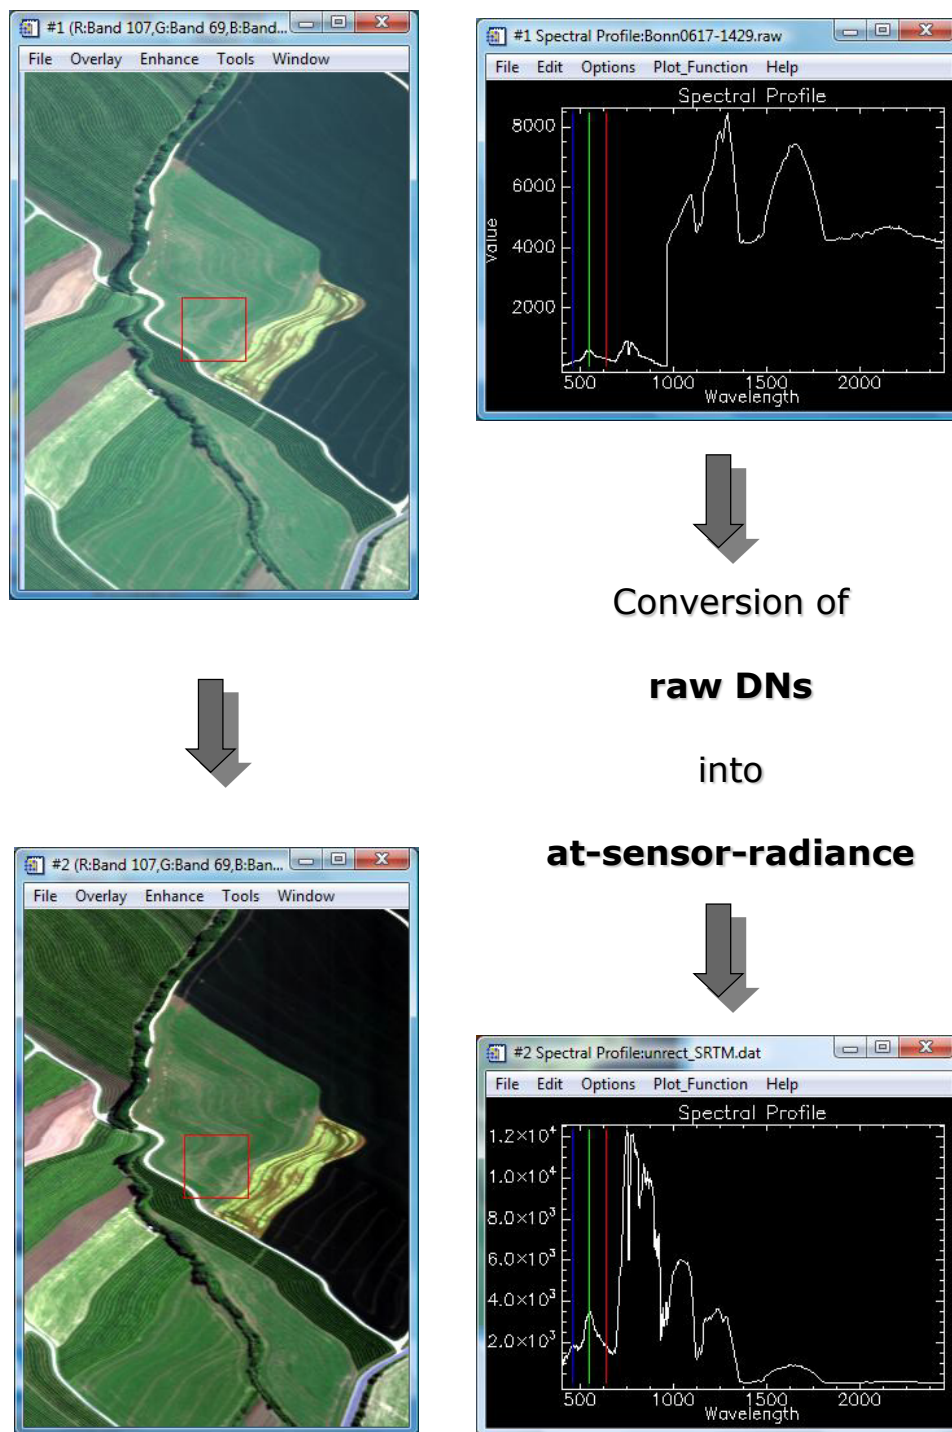 #1 (R:Band 107,G:Band 69,B:Band...
File Overlay Enhance Tools Window
#1 Spectral Profile:Bonn0617-1429.raw
File Edit Options Plot_Function Help
Spectral Profile
8000
6000
4000
2000
Value
500 1000 1500 2000
Wavelength
Conversion of
raw DNs
into
at-sensor-radiance
#2 (R:Band 107,G:Band 69,B:Ban...
File Overlay Enhance Tools Window
#2 Spectral Profile:unrect_SRTM.dat
File Edit Options Plot_Function Help
Spectral Profile
1.2×10⁴
1.0×10⁴
8.0×10³
6.0×10³
4.0×10³
2.0×10³
500 1000 1500 2000
Wavelength